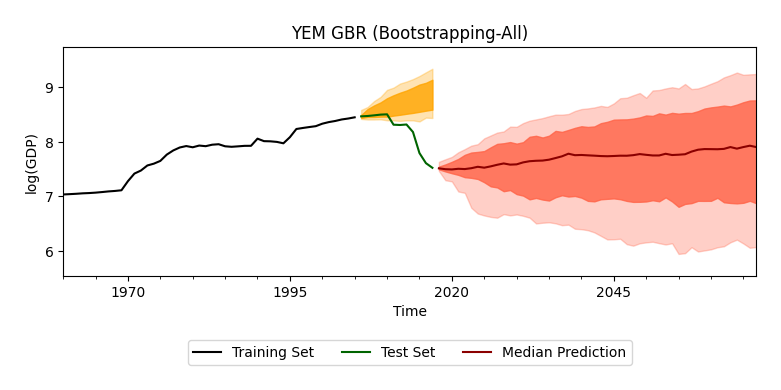 YEM GBR (Bootstrapping-All)
9
8
7
6
log(GDP)
1970 1995 2020 2045
Time
Training Set Test Set Median Prediction